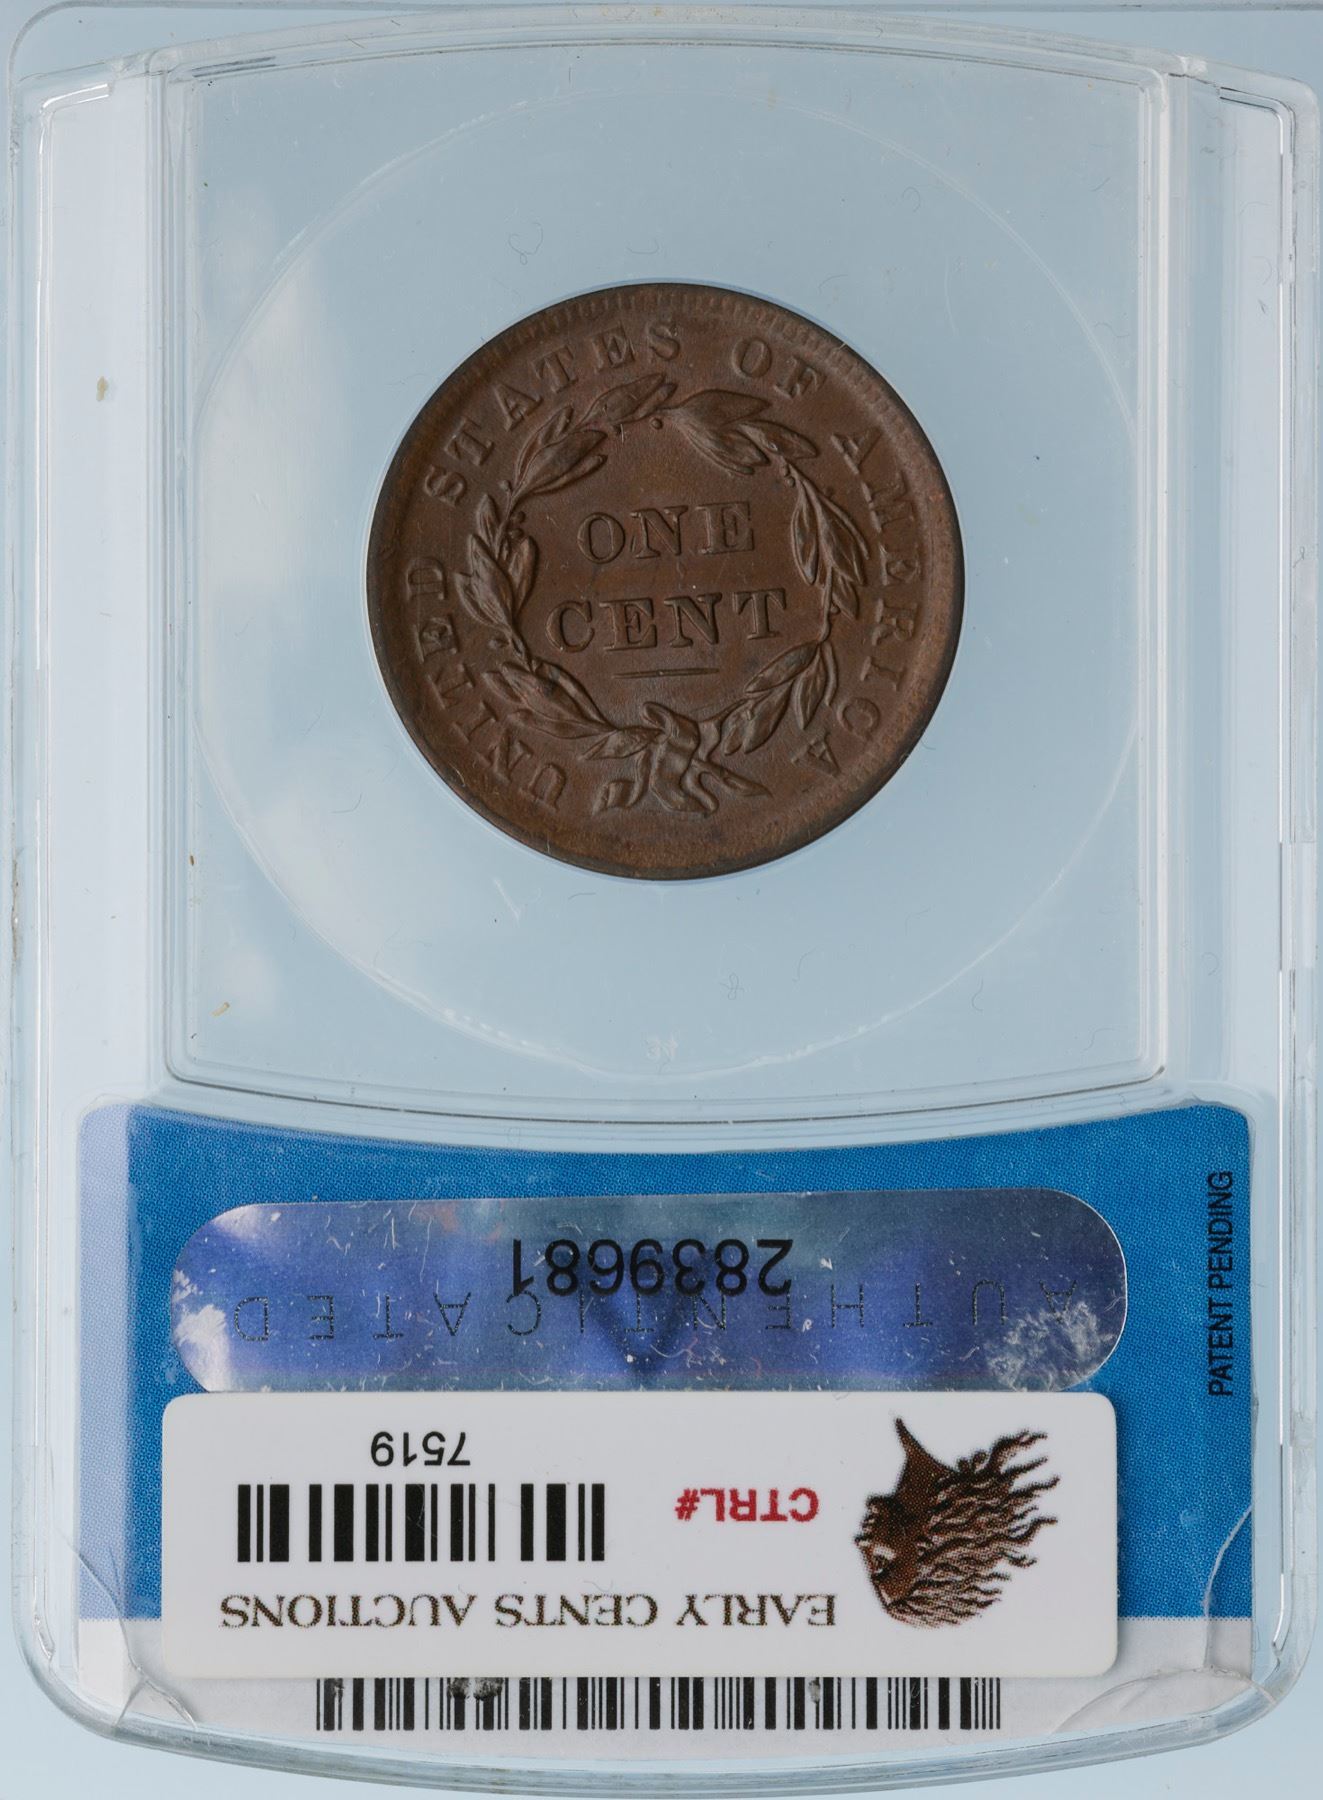 UNITED STATES OF AMERICA
ONE
CENT
PATENT PENDING
2839681
AUTHENTICATED
7519
CTRL#
EARLY CENTS AUCTIONS